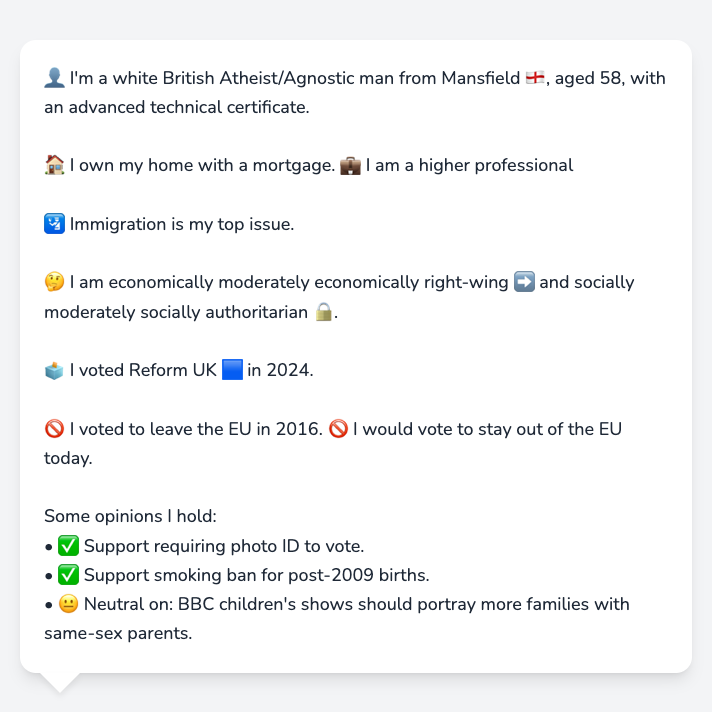 👤 I'm a white British Atheist/Agnostic man from Mansfield 🏴󠁧󠁢󠁥󠁮󠁧󠁿, aged 58, with
an advanced technical certificate.
🏠 I own my home with a mortgage. 💼 I am a higher professional
🛂 Immigration is my top issue.
🤔 I am economically moderately economically right-wing ➡️ and socially
moderately socially authoritarian 🔒.
🗳️ I voted Reform UK 🟦 in 2024.
🚫 I voted to leave the EU in 2016. 🚫 I would vote to stay out of the EU
today.
Some opinions I hold:
• ✅ Support requiring photo ID to vote.
• ✅ Support smoking ban for post-2009 births.
• 😐 Neutral on: BBC children's shows should portray more families with
same-sex parents.